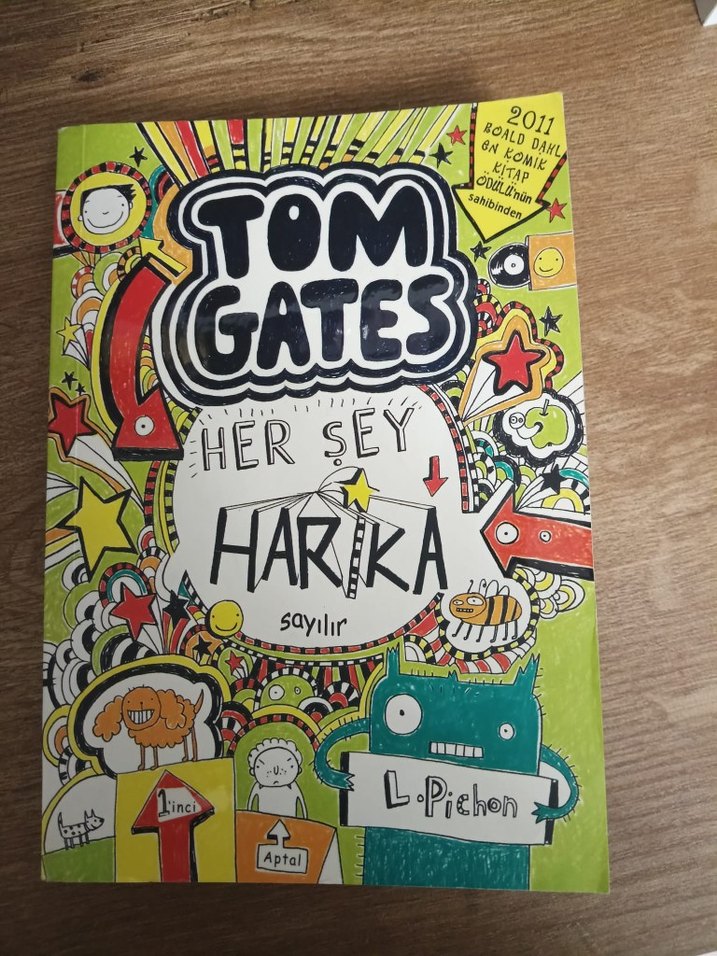 2011
ROALD DAHL
EN KOMİK
KİTAP
ÖDÜLÜ'nün
sahibinden
TOM
GATES
HER ŞEY
HARİKA
sayılır
L. Pichon
1'inci
Aptal